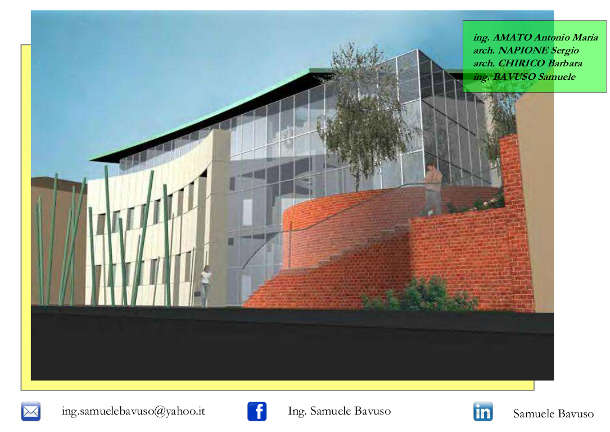 ing. AMATO Antonio Maria
arch. NAPIONE Sergio
arch. CHIRICO Barbara
ing. BAVUSO Samuele
ing.samuelebavuso@yahoo.it
f
Ing. Samuele Bavuso
in
Samuele Bavuso